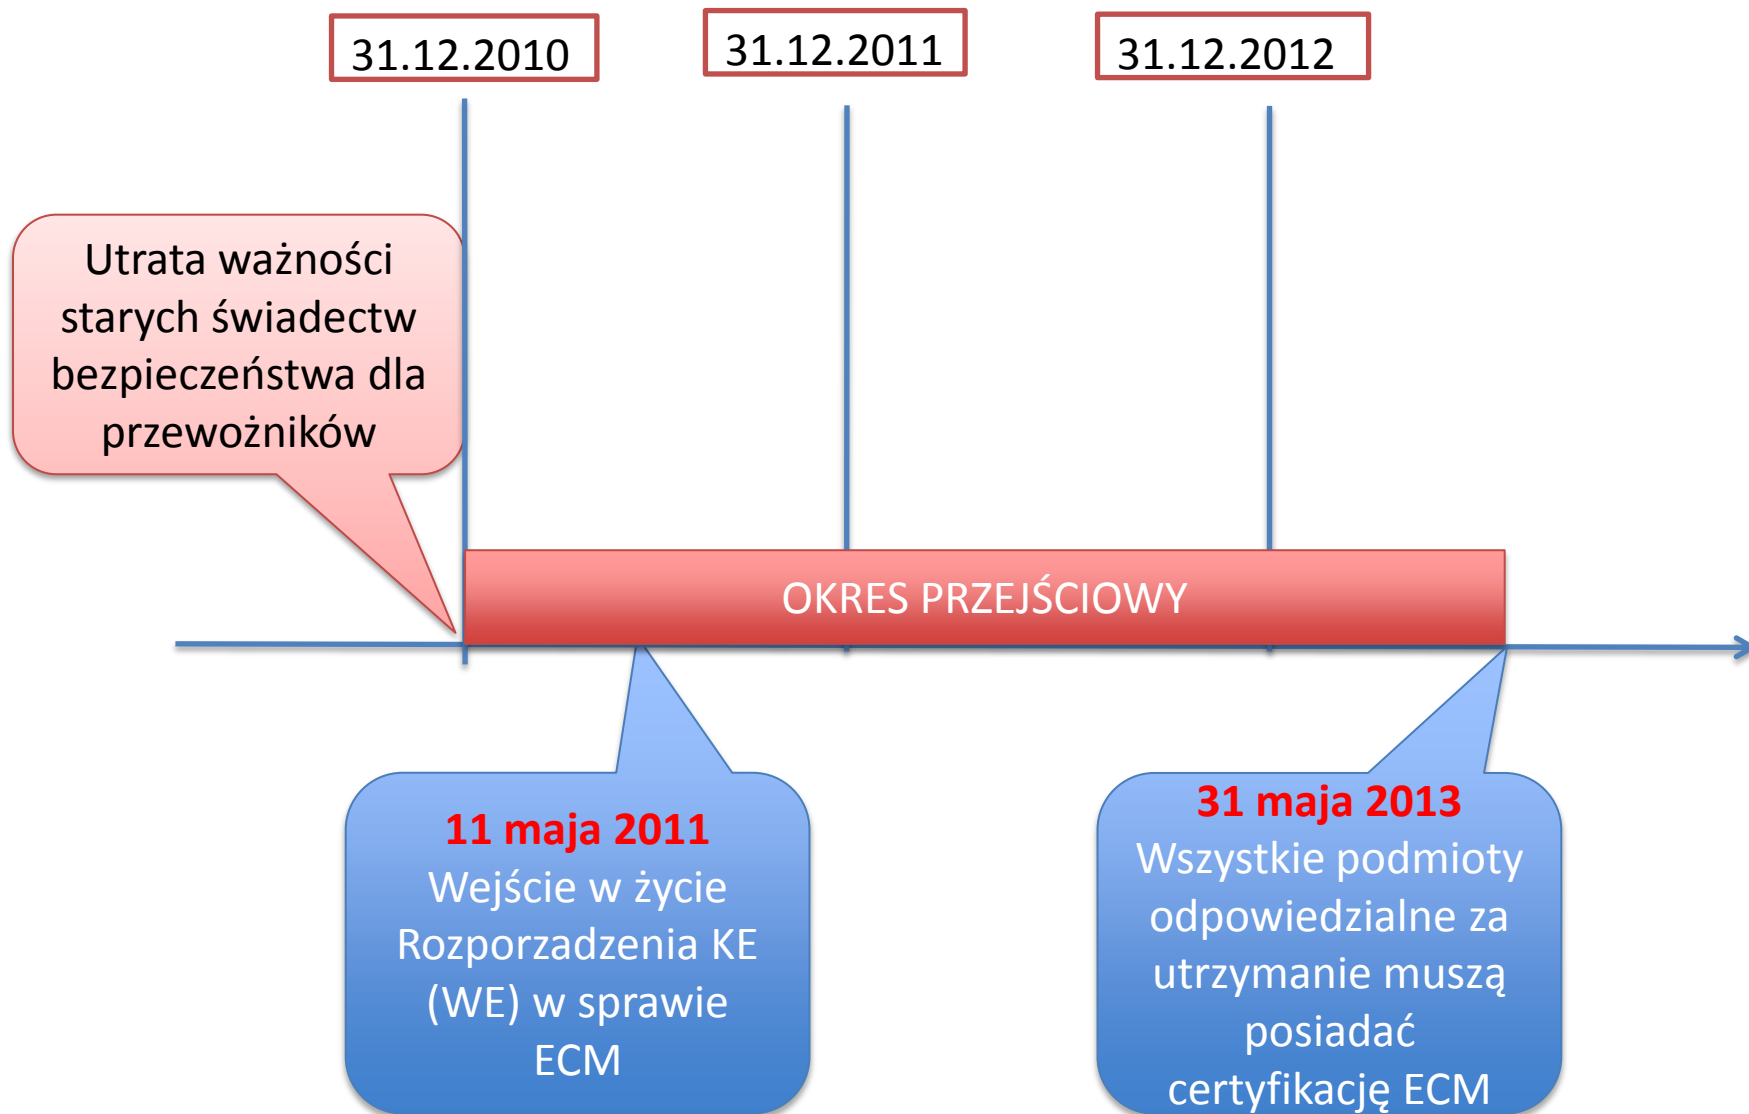 31.12.2010
31.12.2011
31.12.2012
Utrata ważności
starych świadectw
bezpieczeństwa dla
przewożników
OKRES PRZEJŚCIOWY
11 maja 2011
Wejście w życie
Rozporzadzenia KE
(WE) w sprawie
ECM
31 maja 2013
Wszystkie podmioty
odpowiedzialne za
utrzymanie muszą
posiadać
certyfikację ECM